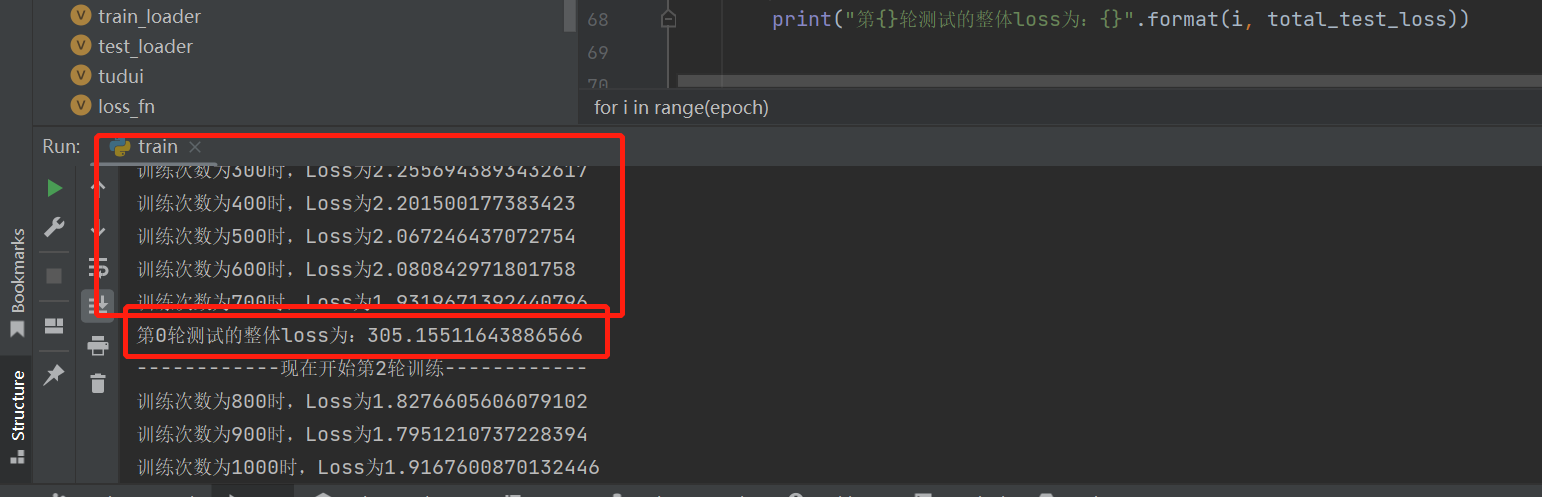 train_loader
test_loader
tudui
loss_fn
68
print("第{}轮测试的整体Loss为：{}".format(i, total_test_loss))
69
70
for i in range(epoch)
Run:
train
训练次数为300时，Loss为2.2556943893432617
训练次数为400时，Loss为2.201500177383423
训练次数为500时，Loss为2.067246437072754
训练次数为600时，Loss为2.080842971801758
训练次数为700时，Loss为1.9319671392440796
第0轮测试的整体loss为：305.15511643886566
------------现在开始第2轮训练------------
训练次数为800时，Loss为1.8276605606079102
训练次数为900时，Loss为1.7951210737228394
训练次数为1000时，Loss为1.9167600870132446
Bookmarks
Structure